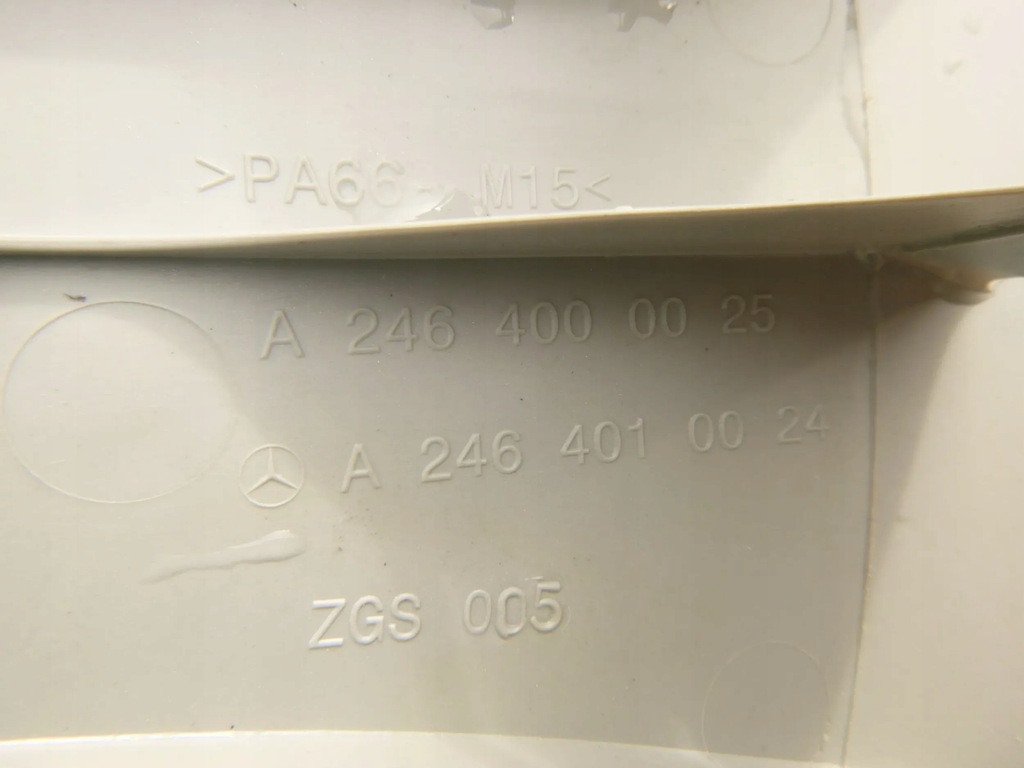 >PA66- M15<
A 246 400 00 25
A 246 401 00 24
ZGS 005